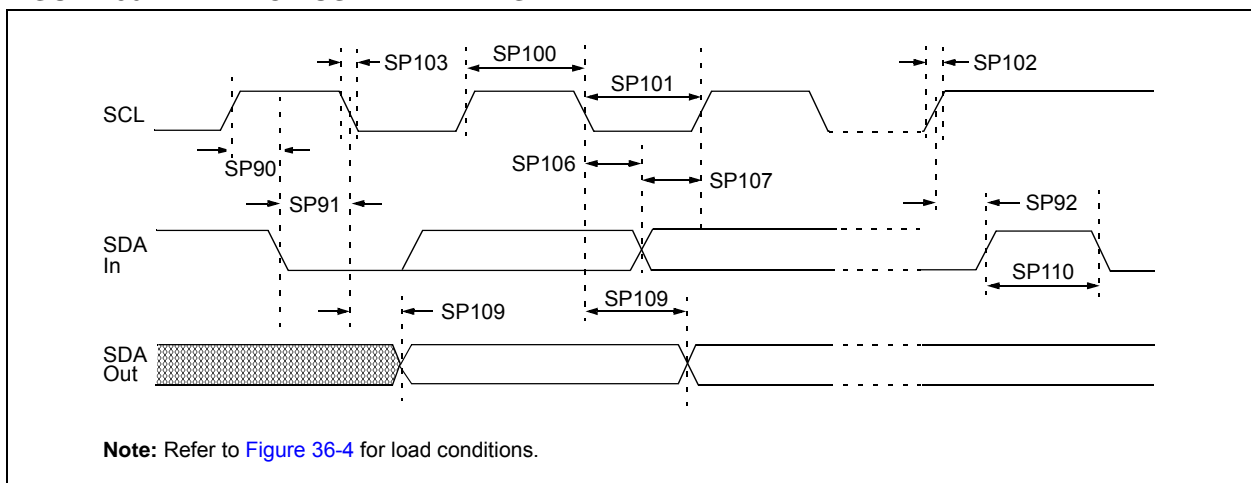 SP103
SP100
SP102
SP101
SCL
SP106
SP90
SP107
SP91
SP92
SDA
In
SP110
SP109
SP109
SDA
Out
Note: Refer to Figure 36-4 for load conditions.